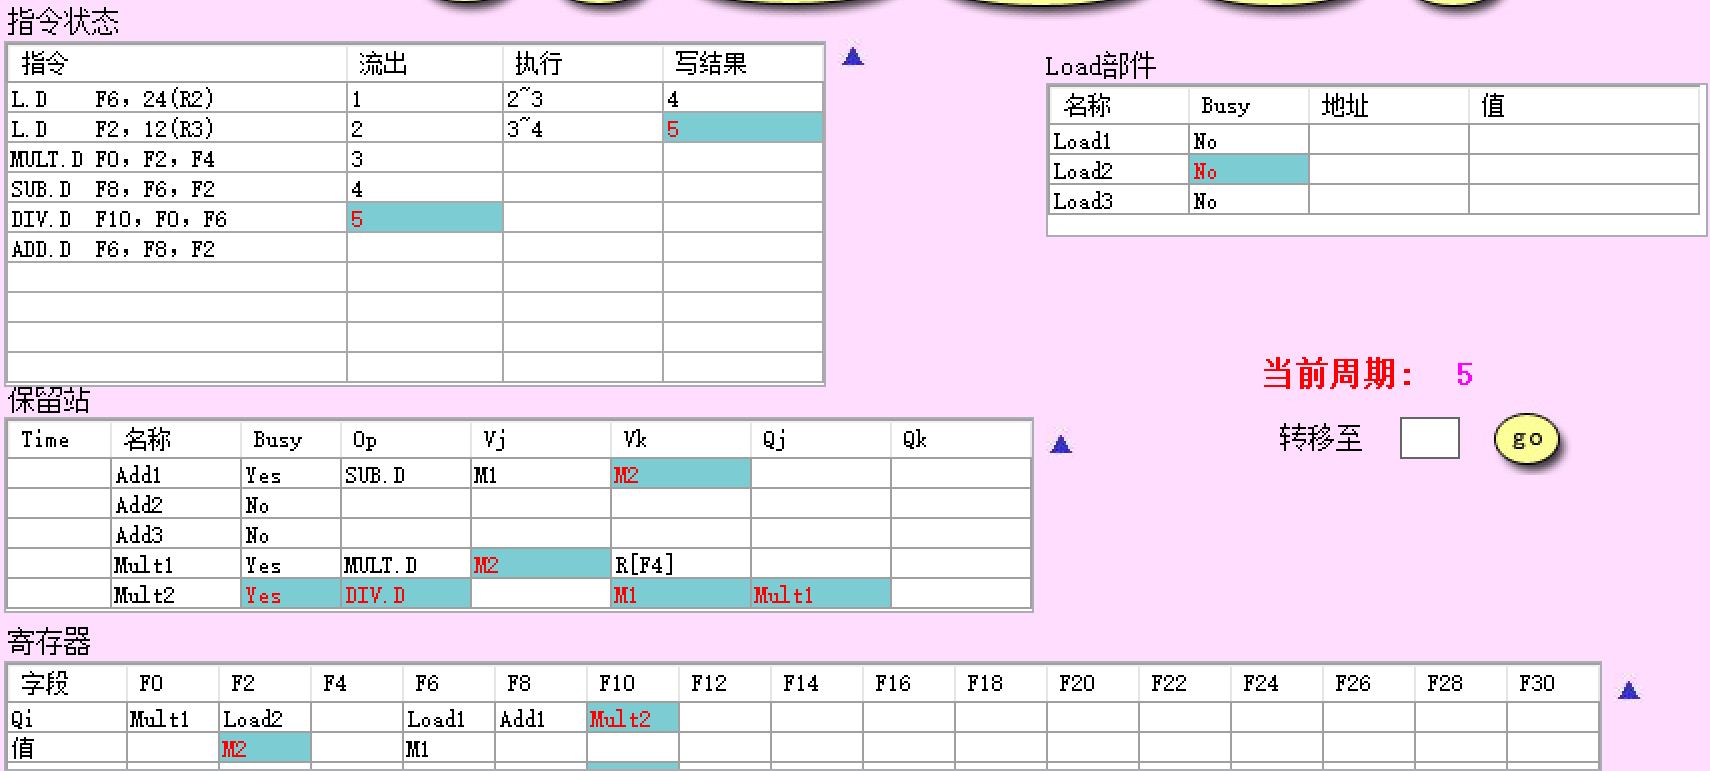 指令状态
指令 流出 执行 写结果
L.D F6, 24(R2) 1 2~3 4
L.D F2, 12(R3) 2 3~4 5
MULT.D F0, F2, F4 3
SUB.D F8, F6, F2 4
DIV.D F10, F0, F6 5
ADD.D F6, F8, F2
Load部件
名称 Busy 地址 值
Load1 No
Load2 No
Load3 No
当前周期: 5
转移至 go
保留站
Time 名称 Busy Op Vj Vk Qj Qk
Add1 Yes SUB.D M1 M2
Add2 No
Add3 No
Mult1 Yes MULT.D M2 R[F4]
Mult2 Yes DIV.D M1 Mult1
寄存器
字段 F0 F2 F4 F6 F8 F10 F12 F14 F16 F18 F20 F22 F24 F26 F28 F30
Qi Mult1 Load2 Load1 Add1 Mult2
值 M2 M1